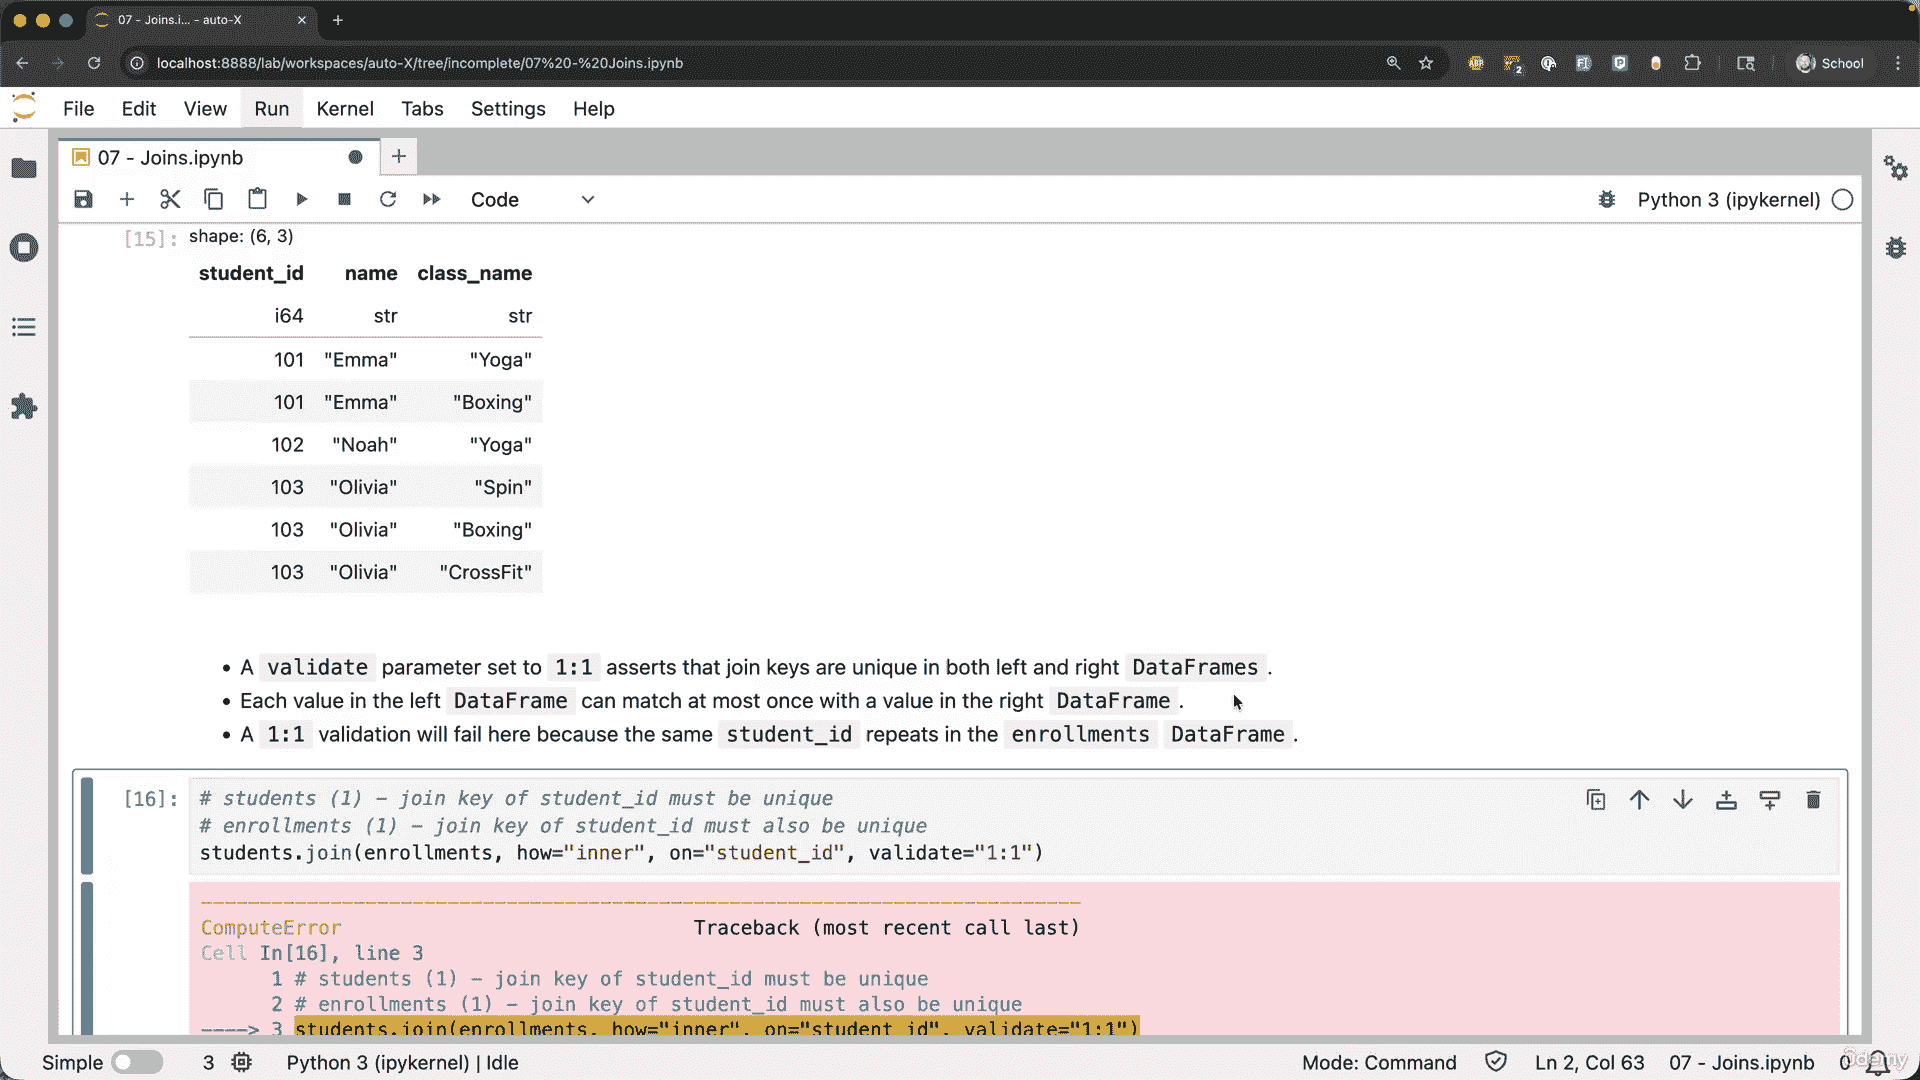 07 - Joins.i... - auto-X
localhost:8888/lab/workspaces/auto-X/tree/incomplete/07%20-%20Joins.ipynb
ABP
2
School
File Edit View Run Kernel Tabs Settings Help
07 - Joins.ipynb
Code
Python 3 (ipykernel)
[15]: shape: (6, 3)
student_id name class_name
i64 str str
101 "Emma" "Yoga"
101 "Emma" "Boxing"
102 "Noah" "Yoga"
103 "Olivia" "Spin"
103 "Olivia" "Boxing"
103 "Olivia" "CrossFit"
• A validate parameter set to 1:1 asserts that join keys are unique in both left and right DataFrames.
• Each value in the left DataFrame can match at most once with a value in the right DataFrame.
• A 1:1 validation will fail here because the same student_id repeats in the enrollments DataFrame.
[16]: # students (1) – join key of student_id must be unique
# enrollments (1) – join key of student_id must also be unique
students.join(enrollments, how="inner", on="student_id", validate="1:1")
ComputeError Traceback (most recent call last)
Cell In[16], line 3
1 # students (1) – join key of student_id must be unique
2 # enrollments (1) – join key of student_id must also be unique
----> 3 students.join(enrollments, how="inner", on="student_id", validate="1:1")
Simple 3 Python 3 (ipykernel) | Idle Mode: Command Ln 2, Col 63 07 - Joins.ipynb 0